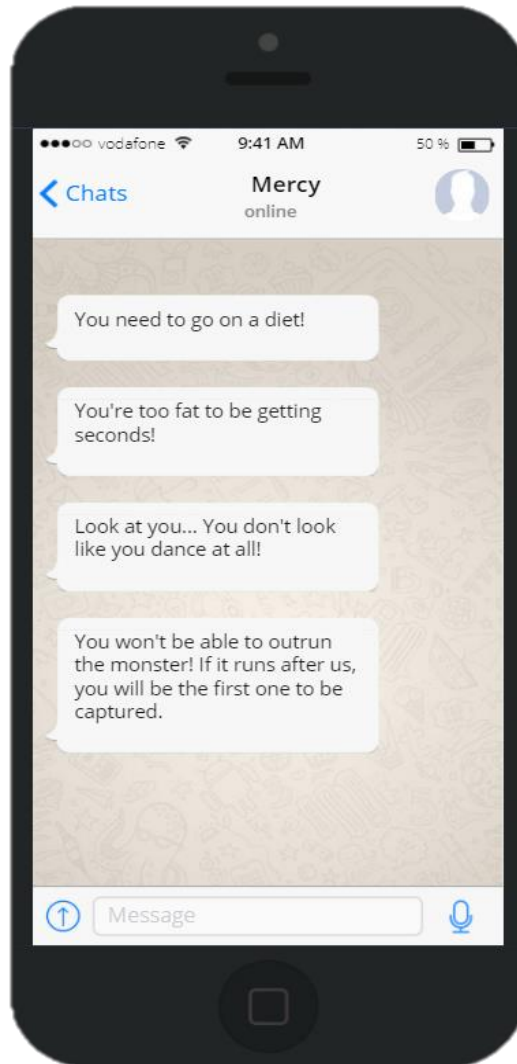 vodafone 9:41 AM 50 %
Chats Mercy
online
You need to go on a diet!
You're too fat to be getting
seconds!
Look at you... You don't look
like you dance at all!
You won't be able to outrun
the monster! If it runs after us,
you will be the first one to be
captured.
Message